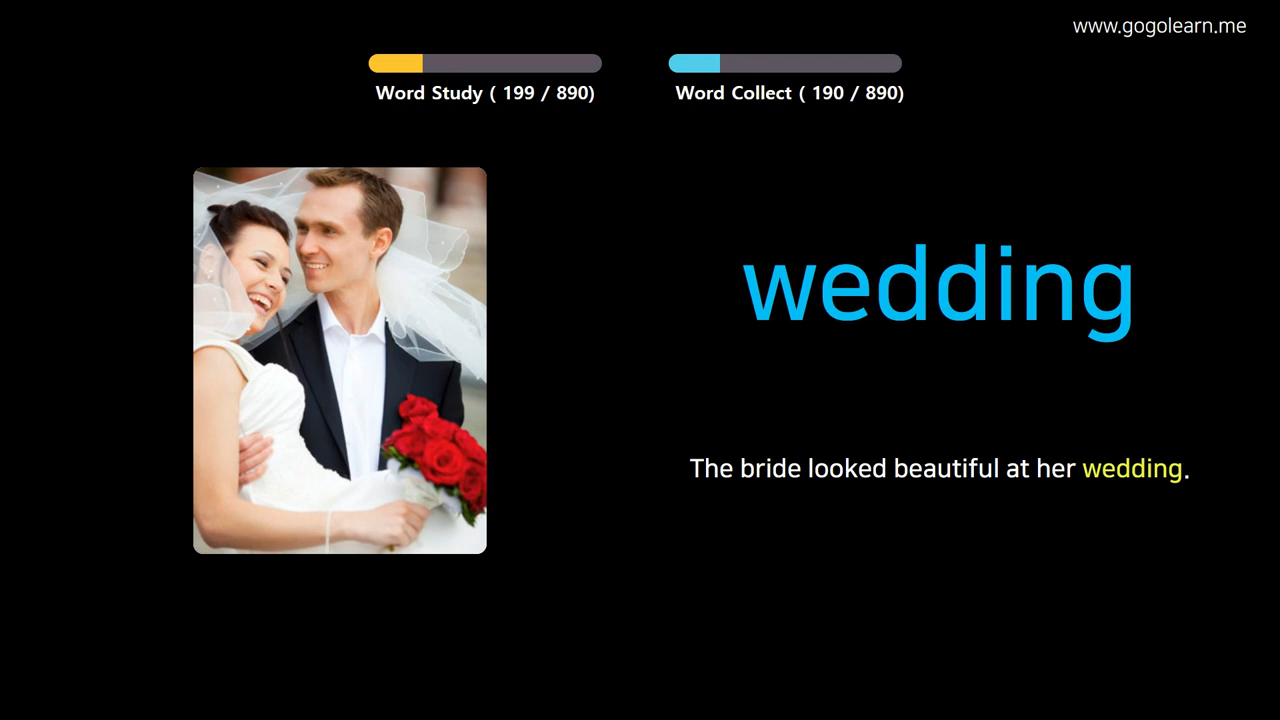 www.gogolearn.me
Word Study ( 199 / 890)
Word Collect ( 190 / 890)
wedding
The bride looked beautiful at her wedding.